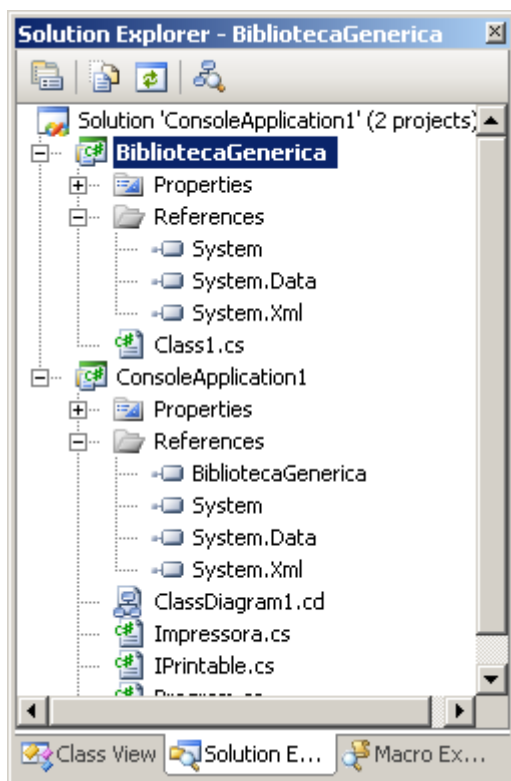 Solution Explorer - BibliotecaGenerica
Solution 'ConsoleApplication1' (2 projects)
BibliotecaGenerica
Properties
References
System
System.Data
System.Xml
Class1.cs
ConsoleApplication1
Properties
References
BibliotecaGenerica
System
System.Data
System.Xml
ClassDiagram1.cd
Impressora.cs
IPrintable.cs
Class View Solution E... Macro Ex...